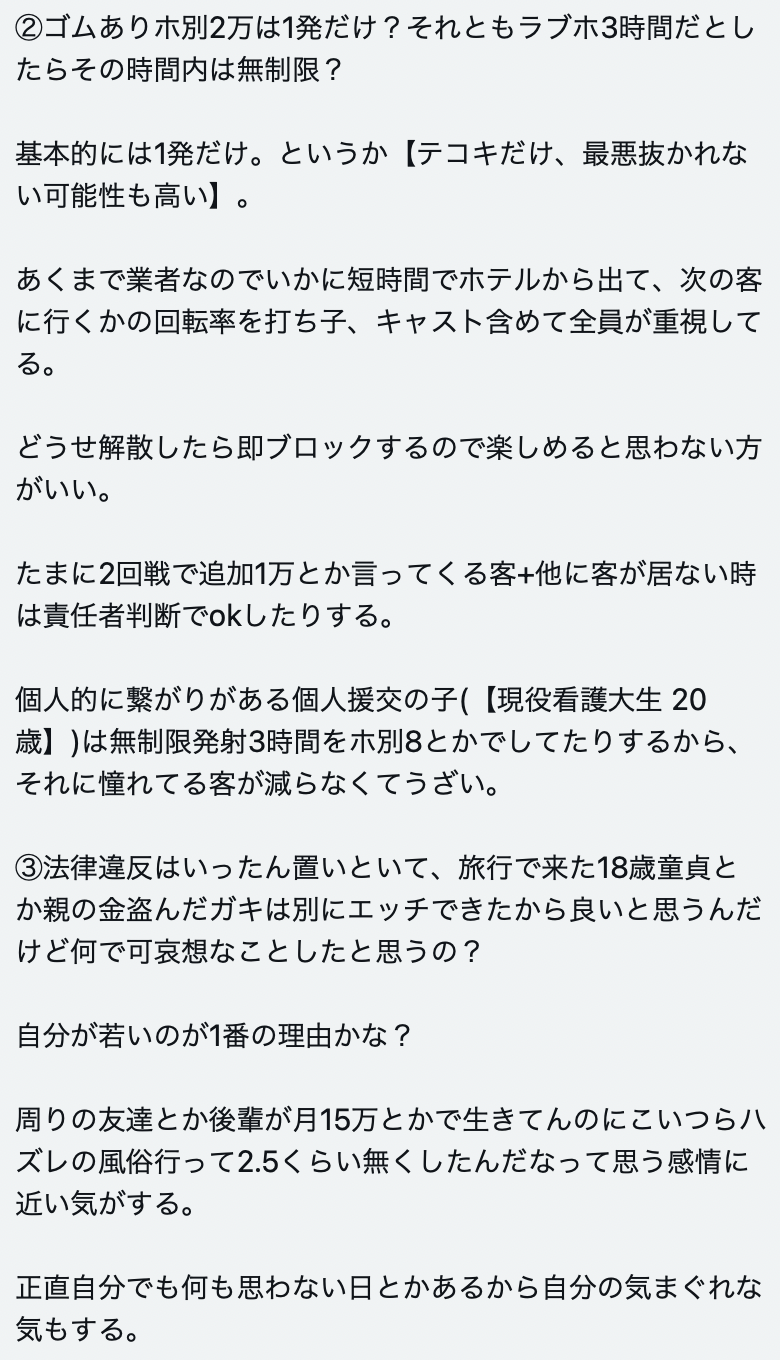 ②ゴムありホ別2万は1発だけ？それともラブホ3時間だとし
たらその時間内は無制限？
基本的には1発だけ。というか【テコキだけ、最悪抜かれな
い可能性も高い】。
あくまで業者なのでいかに短時間でホテルから出て、次の客
に行くかの回転率を打ち子、キャスト含めて全員が重視して
る。
どうせ解散したら即ブロックするので楽しめると思わない方
がいい。
たまに2回戦で追加1万とか言ってくる客+他に客が居ない時
は責任者判断でokしたりする。
個人的に繋がりがある個人援交の子(【現役看護大生 20
歳】)は無制限発射3時間をホ別8とかでしてたりするから、
それに憧れてる客が減らなくてうざい。
③法律違反はいったん置いといて、旅行で来た18歳童貞と
か親の金盗んだガキは別にエッチできたから良いと思うんだ
けど何で可哀想なことしたと思うの？
自分が若いのが1番の理由かな？
周りの友達とか後輩が月15万とかで生きてんのにこいつらハ
ズレの風俗行って2.5くらい無くしたんだなって思う感情に
近い気がする。
正直自分でも何も思わない日とかあるから自分の気まぐれな
気もする。